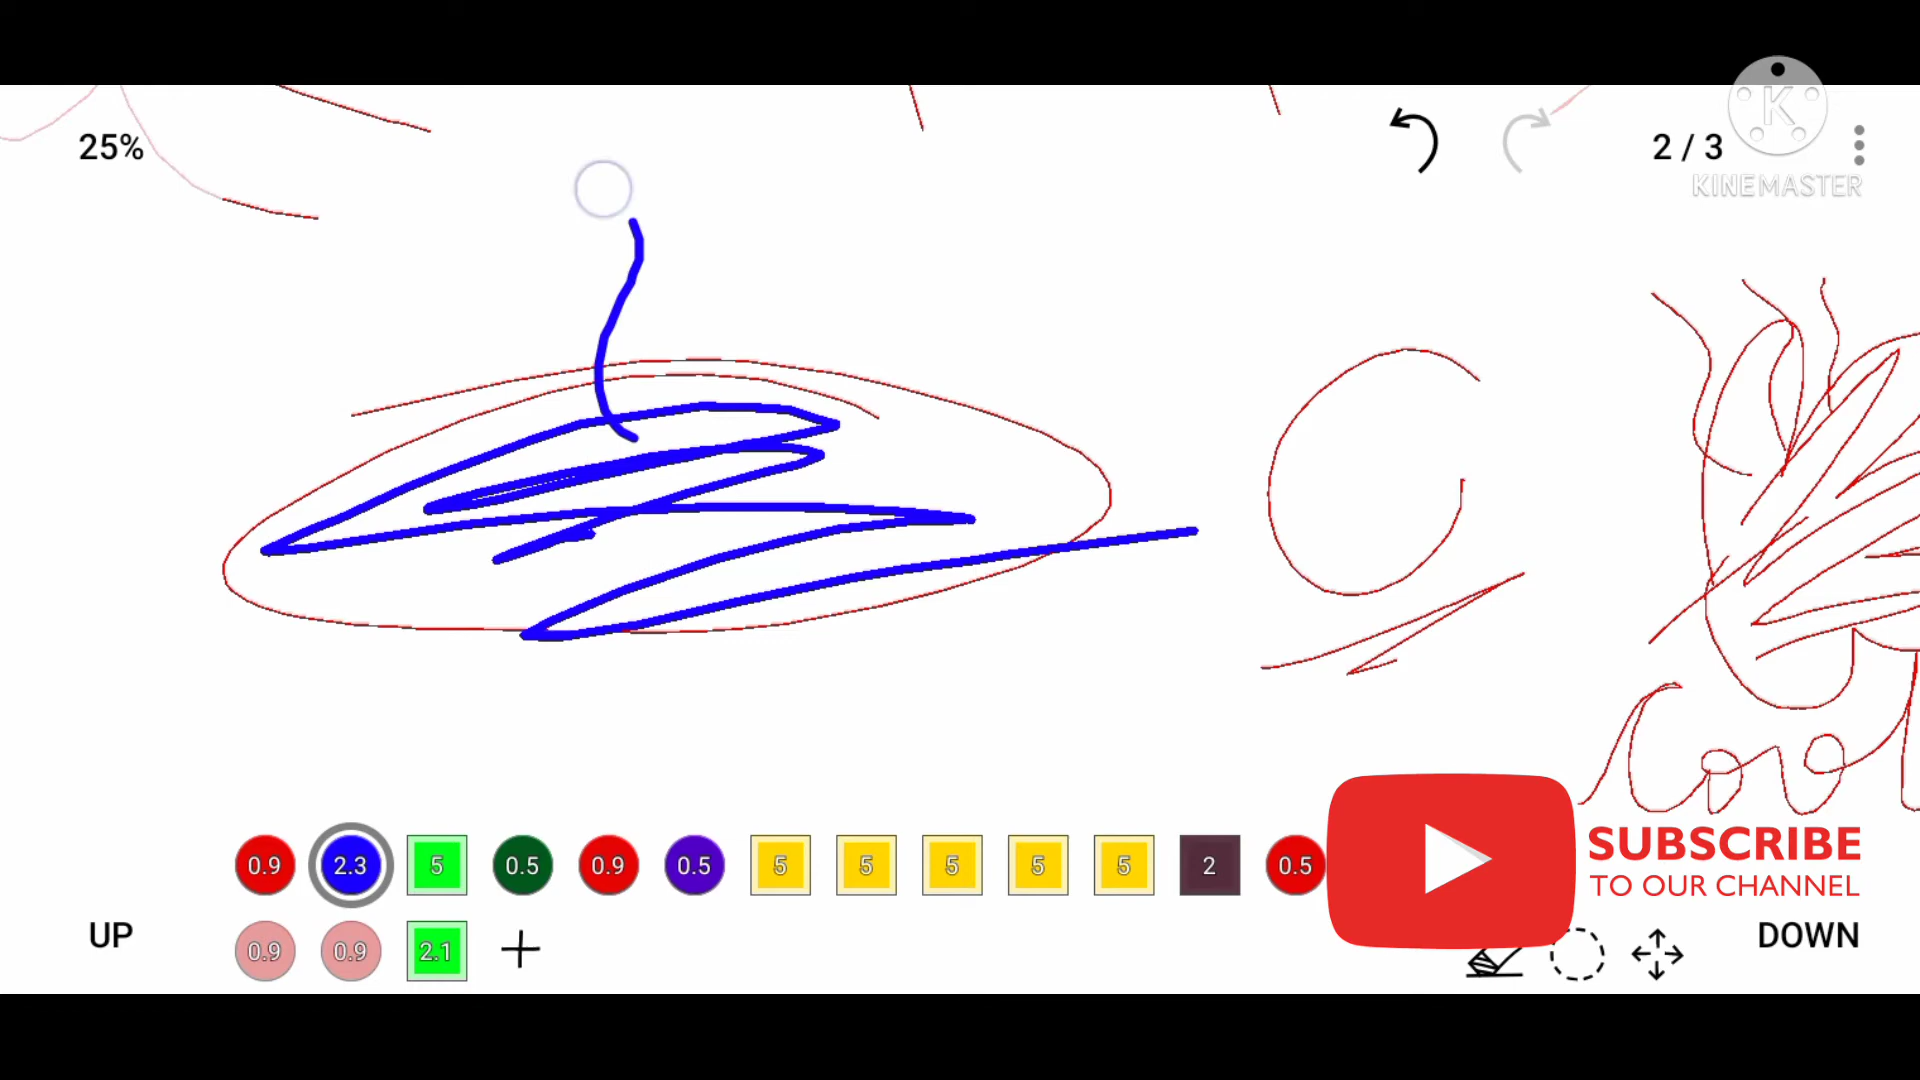 25%
2 / 3
K
KINEMASTER
0.9 2.3 5 0.5 0.9 0.5 5 5 5 5 5 2 0.5
SUBSCRIBE
TO OUR CHANNEL
UP
0.9 0.9 2.1
DOWN